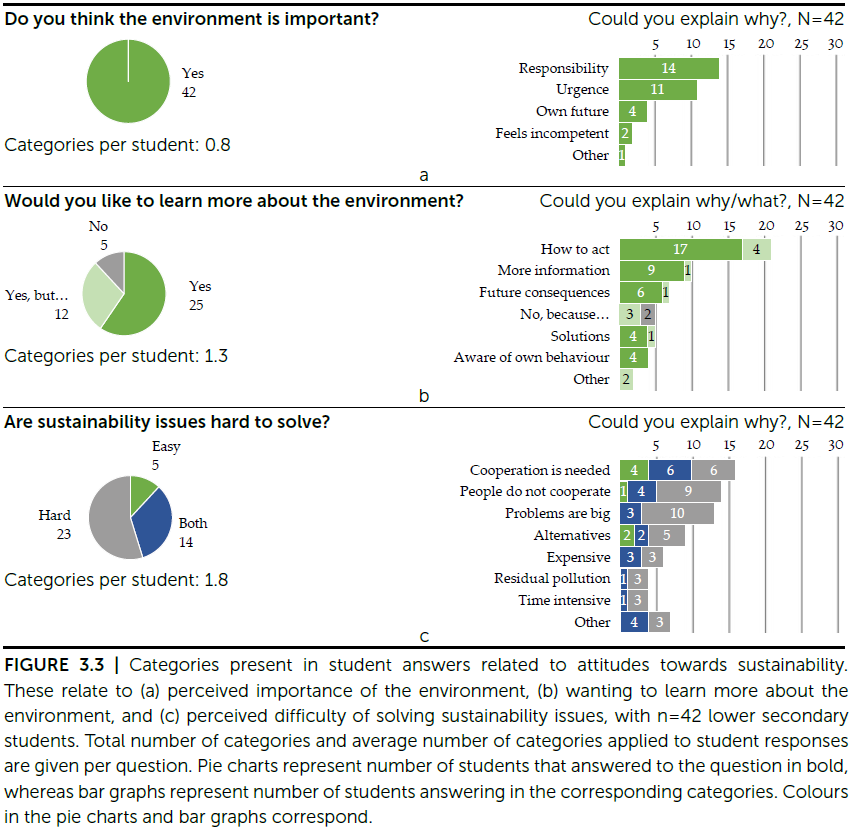 Do you think the environment is important?
Could you explain why?, N=42
5 10 15 20 25 30
Yes
42
Responsibility 14
Urgence 11
Own future 4
Feels incompetent 2
Other 1
Categories per student: 0.8
a
Would you like to learn more about the environment?
Could you explain why/what?, N=42
5 10 15 20 25 30
No
5
Yes, but...
12
Yes
25
How to act 17 4
More information 9 1
Future consequences 6 1
No, because... 3 2
Solutions 4 1
Aware of own behaviour 4
Other 2
Categories per student: 1.3
b
Are sustainability issues hard to solve?
Could you explain why?, N=42
5 10 15 20 25 30
Easy
5
Hard
23
Both
14
Cooperation is needed 4 6 6
People do not cooperate 1 4 9
Problems are big 3 10
Alternatives 2 2 5
Expensive 3 3
Residual pollution 1 3
Time intensive 1 3
Other 4 3
Categories per student: 1.8
c
FIGURE 3.3 | Categories present in student answers related to attitudes towards sustainability.
These relate to (a) perceived importance of the environment, (b) wanting to learn more about the
environment, and (c) perceived difficulty of solving sustainability issues, with n=42 lower secondary
students. Total number of categories and average number of categories applied to student responses
are given per question. Pie charts represent number of students that answered to the question in bold,
whereas bar graphs represent number of students answering in the corresponding categories. Colours
in the pie charts and bar graphs correspond.